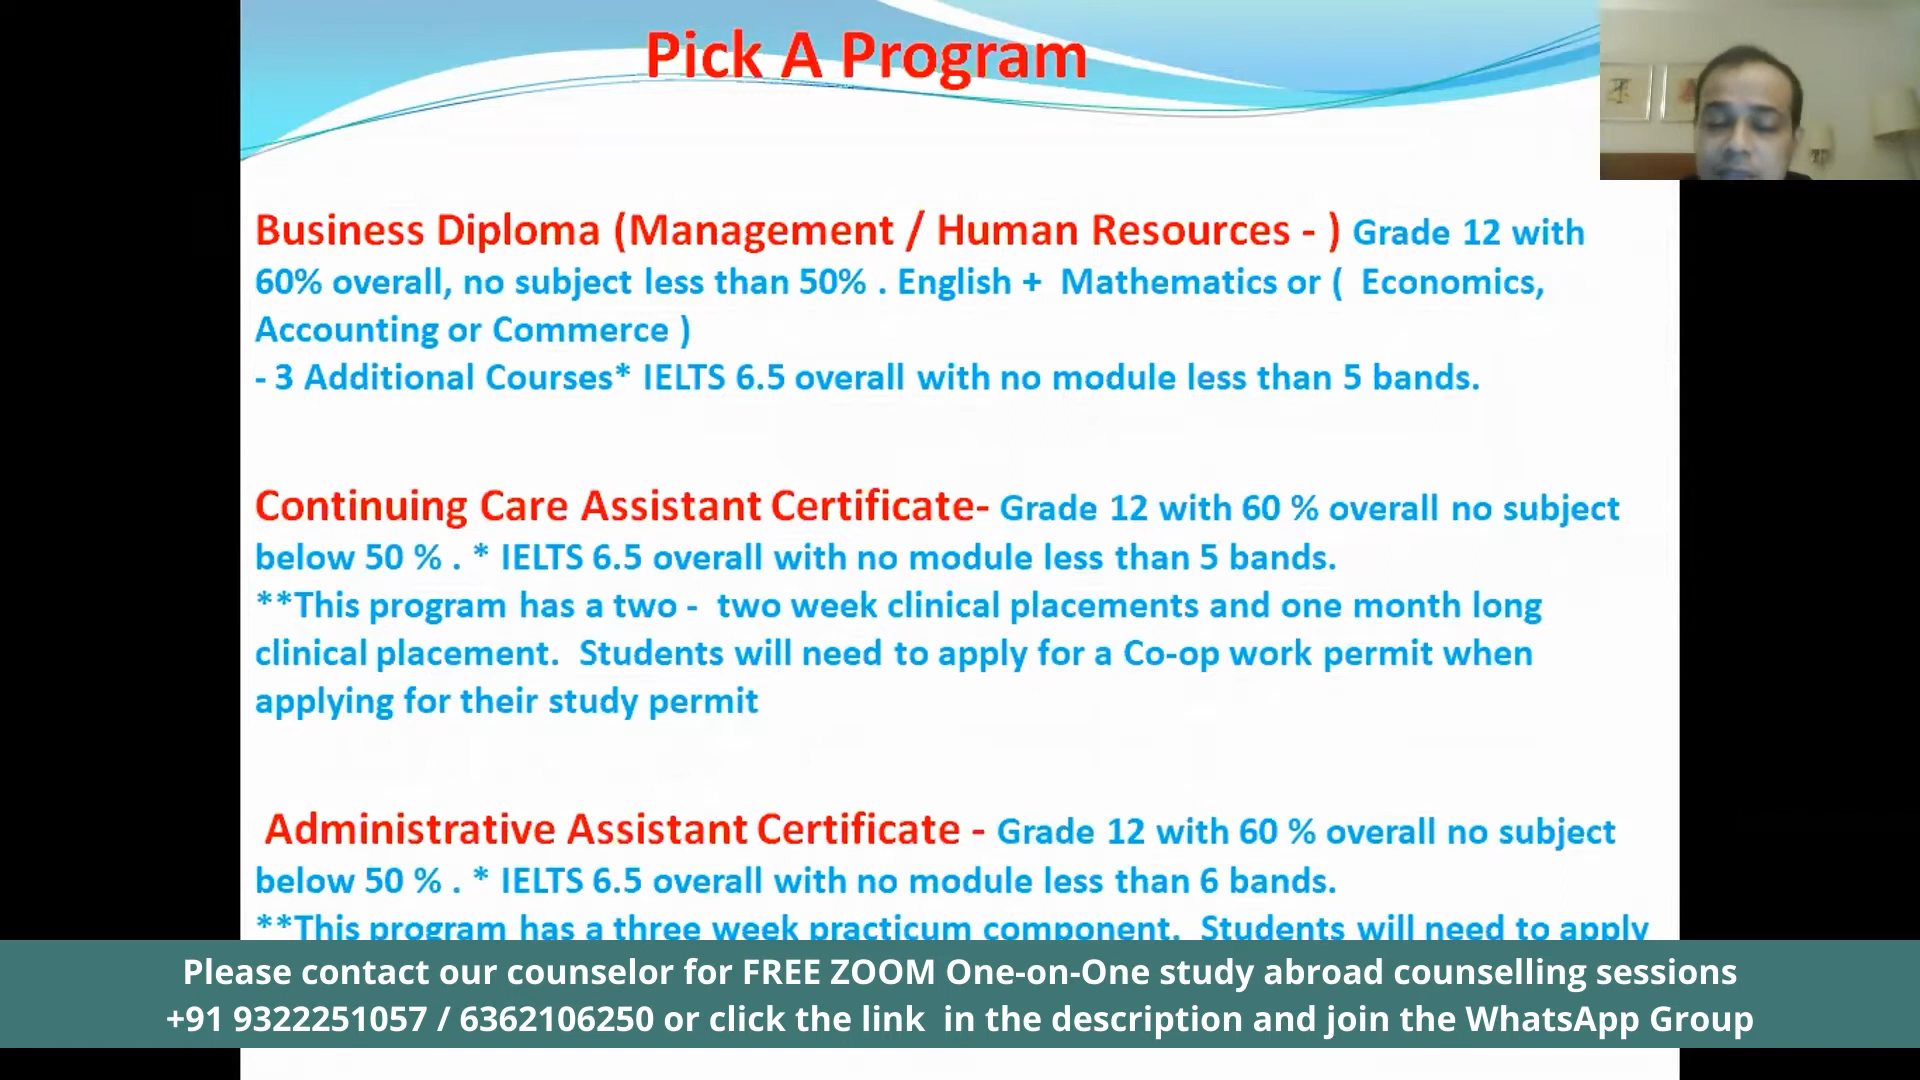 Pick A Program
Business Diploma (Management / Human Resources - ) Grade 12 with
60% overall, no subject less than 50% . English + Mathematics or ( Economics,
Accounting or Commerce )
- 3 Additional Courses* IELTS 6.5 overall with no module less than 5 bands.
Continuing Care Assistant Certificate- Grade 12 with 60 % overall no subject
below 50 % . * IELTS 6.5 overall with no module less than 5 bands.
**This program has a two - two week clinical placements and one month long
clinical placement. Students will need to apply for a Co-op work permit when
applying for their study permit
Administrative Assistant Certificate - Grade 12 with 60 % overall no subject
below 50 % . * IELTS 6.5 overall with no module less than 6 bands.
**This program has a three week practicum component. Students will need to apply
Please contact our counselor for FREE ZOOM One-on-One study abroad counselling sessions
+91 9322251057 / 6362106250 or click the link in the description and join the WhatsApp Group